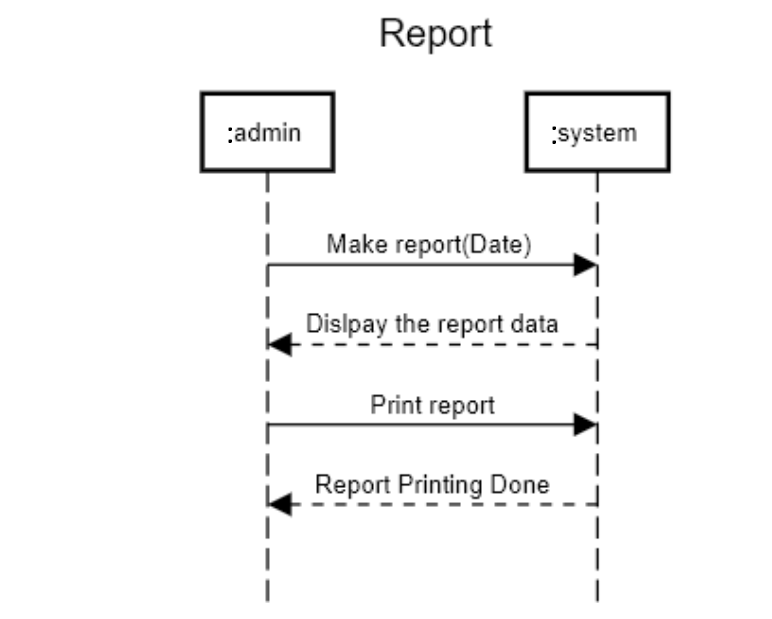 Report
:admin
:system
Make report(Date)
Dislpay the report data
Print report
Report Printing Done